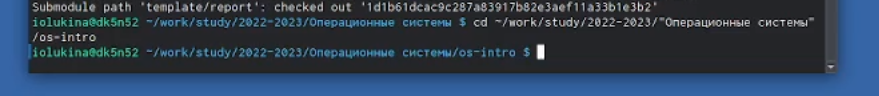 Submodule path 'template/report': checked out '1d1b61dcac9c287a83917b82e3aef11a33b1e3b2'
iolukina@dk5n52 ~/work/study/2022-2023/Операционные системы $ cd ~/work/study/2022-2023/"Операционные системы"
/os-intro
iolukina@dk5n52 ~/work/study/2022-2023/Операционные системы/os-intro $